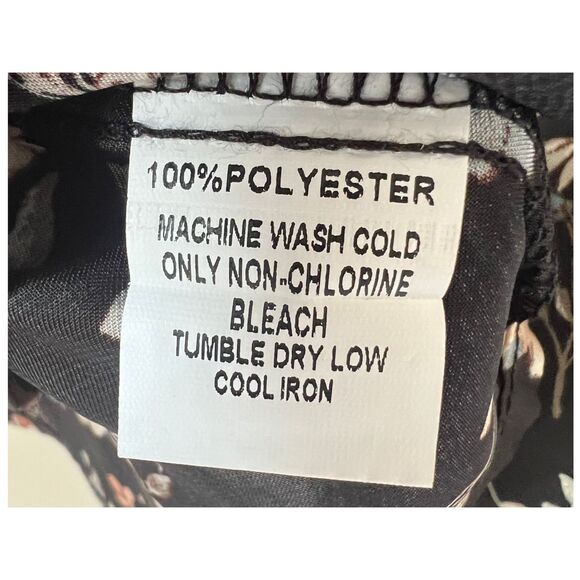 100%POLYESTER
MACHINE WASH COLD
ONLY NON-CHLORINE
BLEACH
TUMBLE DRY LOW
COOL IRON